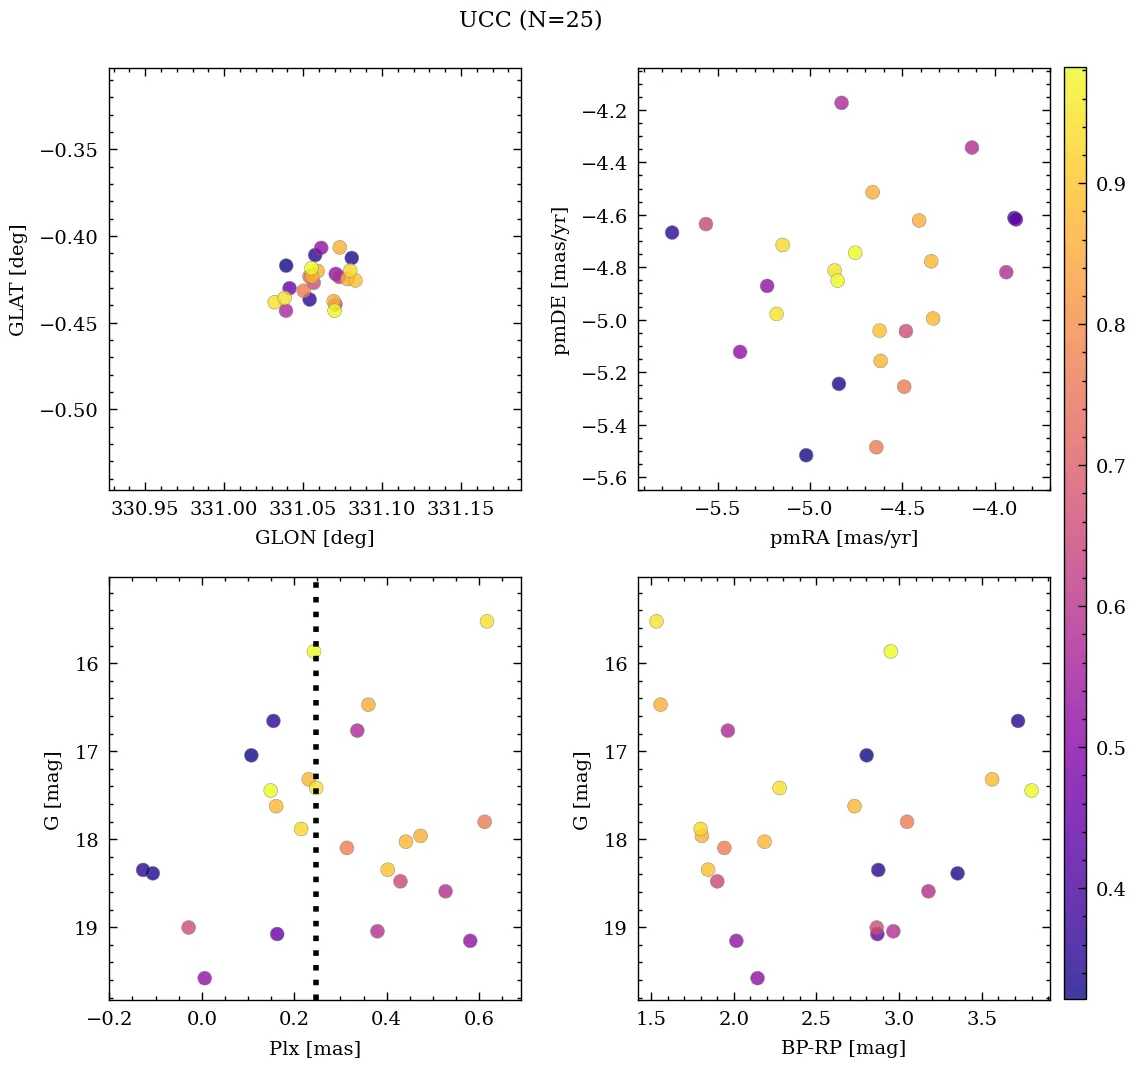 UCC (N=25)
−0.35
−0.40
−0.45
−0.50
GLAT [deg]
330.95 331.00 331.05 331.10 331.15
GLON [deg]
−4.2
−4.4
−4.6
−4.8
−5.0
−5.2
−5.4
−5.6
pmDE [mas/yr]
−5.5 −5.0 −4.5 −4.0
pmRA [mas/yr]
16
17
18
19
G [mag]
−0.2 0.0 0.2 0.4 0.6
Plx [mas]
16
17
18
19
G [mag]
1.5 2.0 2.5 3.0 3.5
BP-RP [mag]
0.9
0.8
0.7
0.6
0.5
0.4